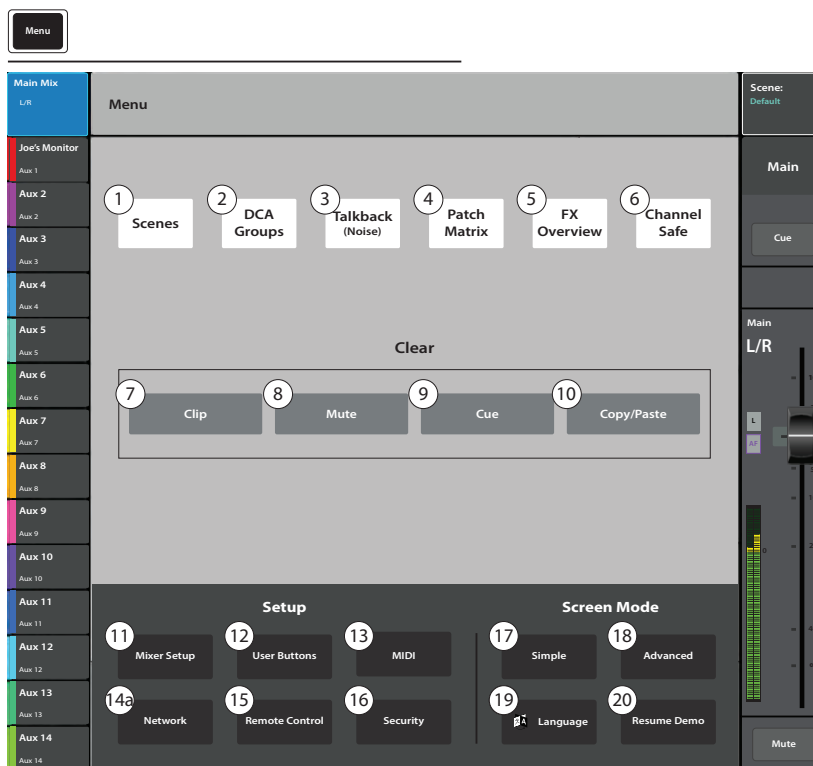 Menu
Main Mix
L/R
Menu
Scene:
Default
Joe's Monitor
Aux 1
Aux 2
Aux 2
Aux 3
Aux 3
Aux 4
Aux 4
Aux 5
Aux 5
Aux 6
Aux 6
Aux 7
Aux 7
Aux 8
Aux 8
Aux 9
Aux 9
Aux 10
Aux 10
Aux 11
Aux 11
Aux 12
Aux 12
Aux 13
Aux 13
Aux 14
Aux 14
1
Scenes
2
DCA
Groups
3
Talkback
(Noise)
4
Patch
Matrix
5
FX
Overview
6
Channel
Safe
Clear
7
Clip
8
Mute
9
Cue
10
Copy/Paste
Setup
11
Mixer Setup
12
User Buttons
13
MIDI
14a
Network
15
Remote Control
16
Security
Screen Mode
17
Simple
18
Advanced
19
Language
20
Resume Demo
Main
Cue
Main
L/R
L
AF
0
Mute